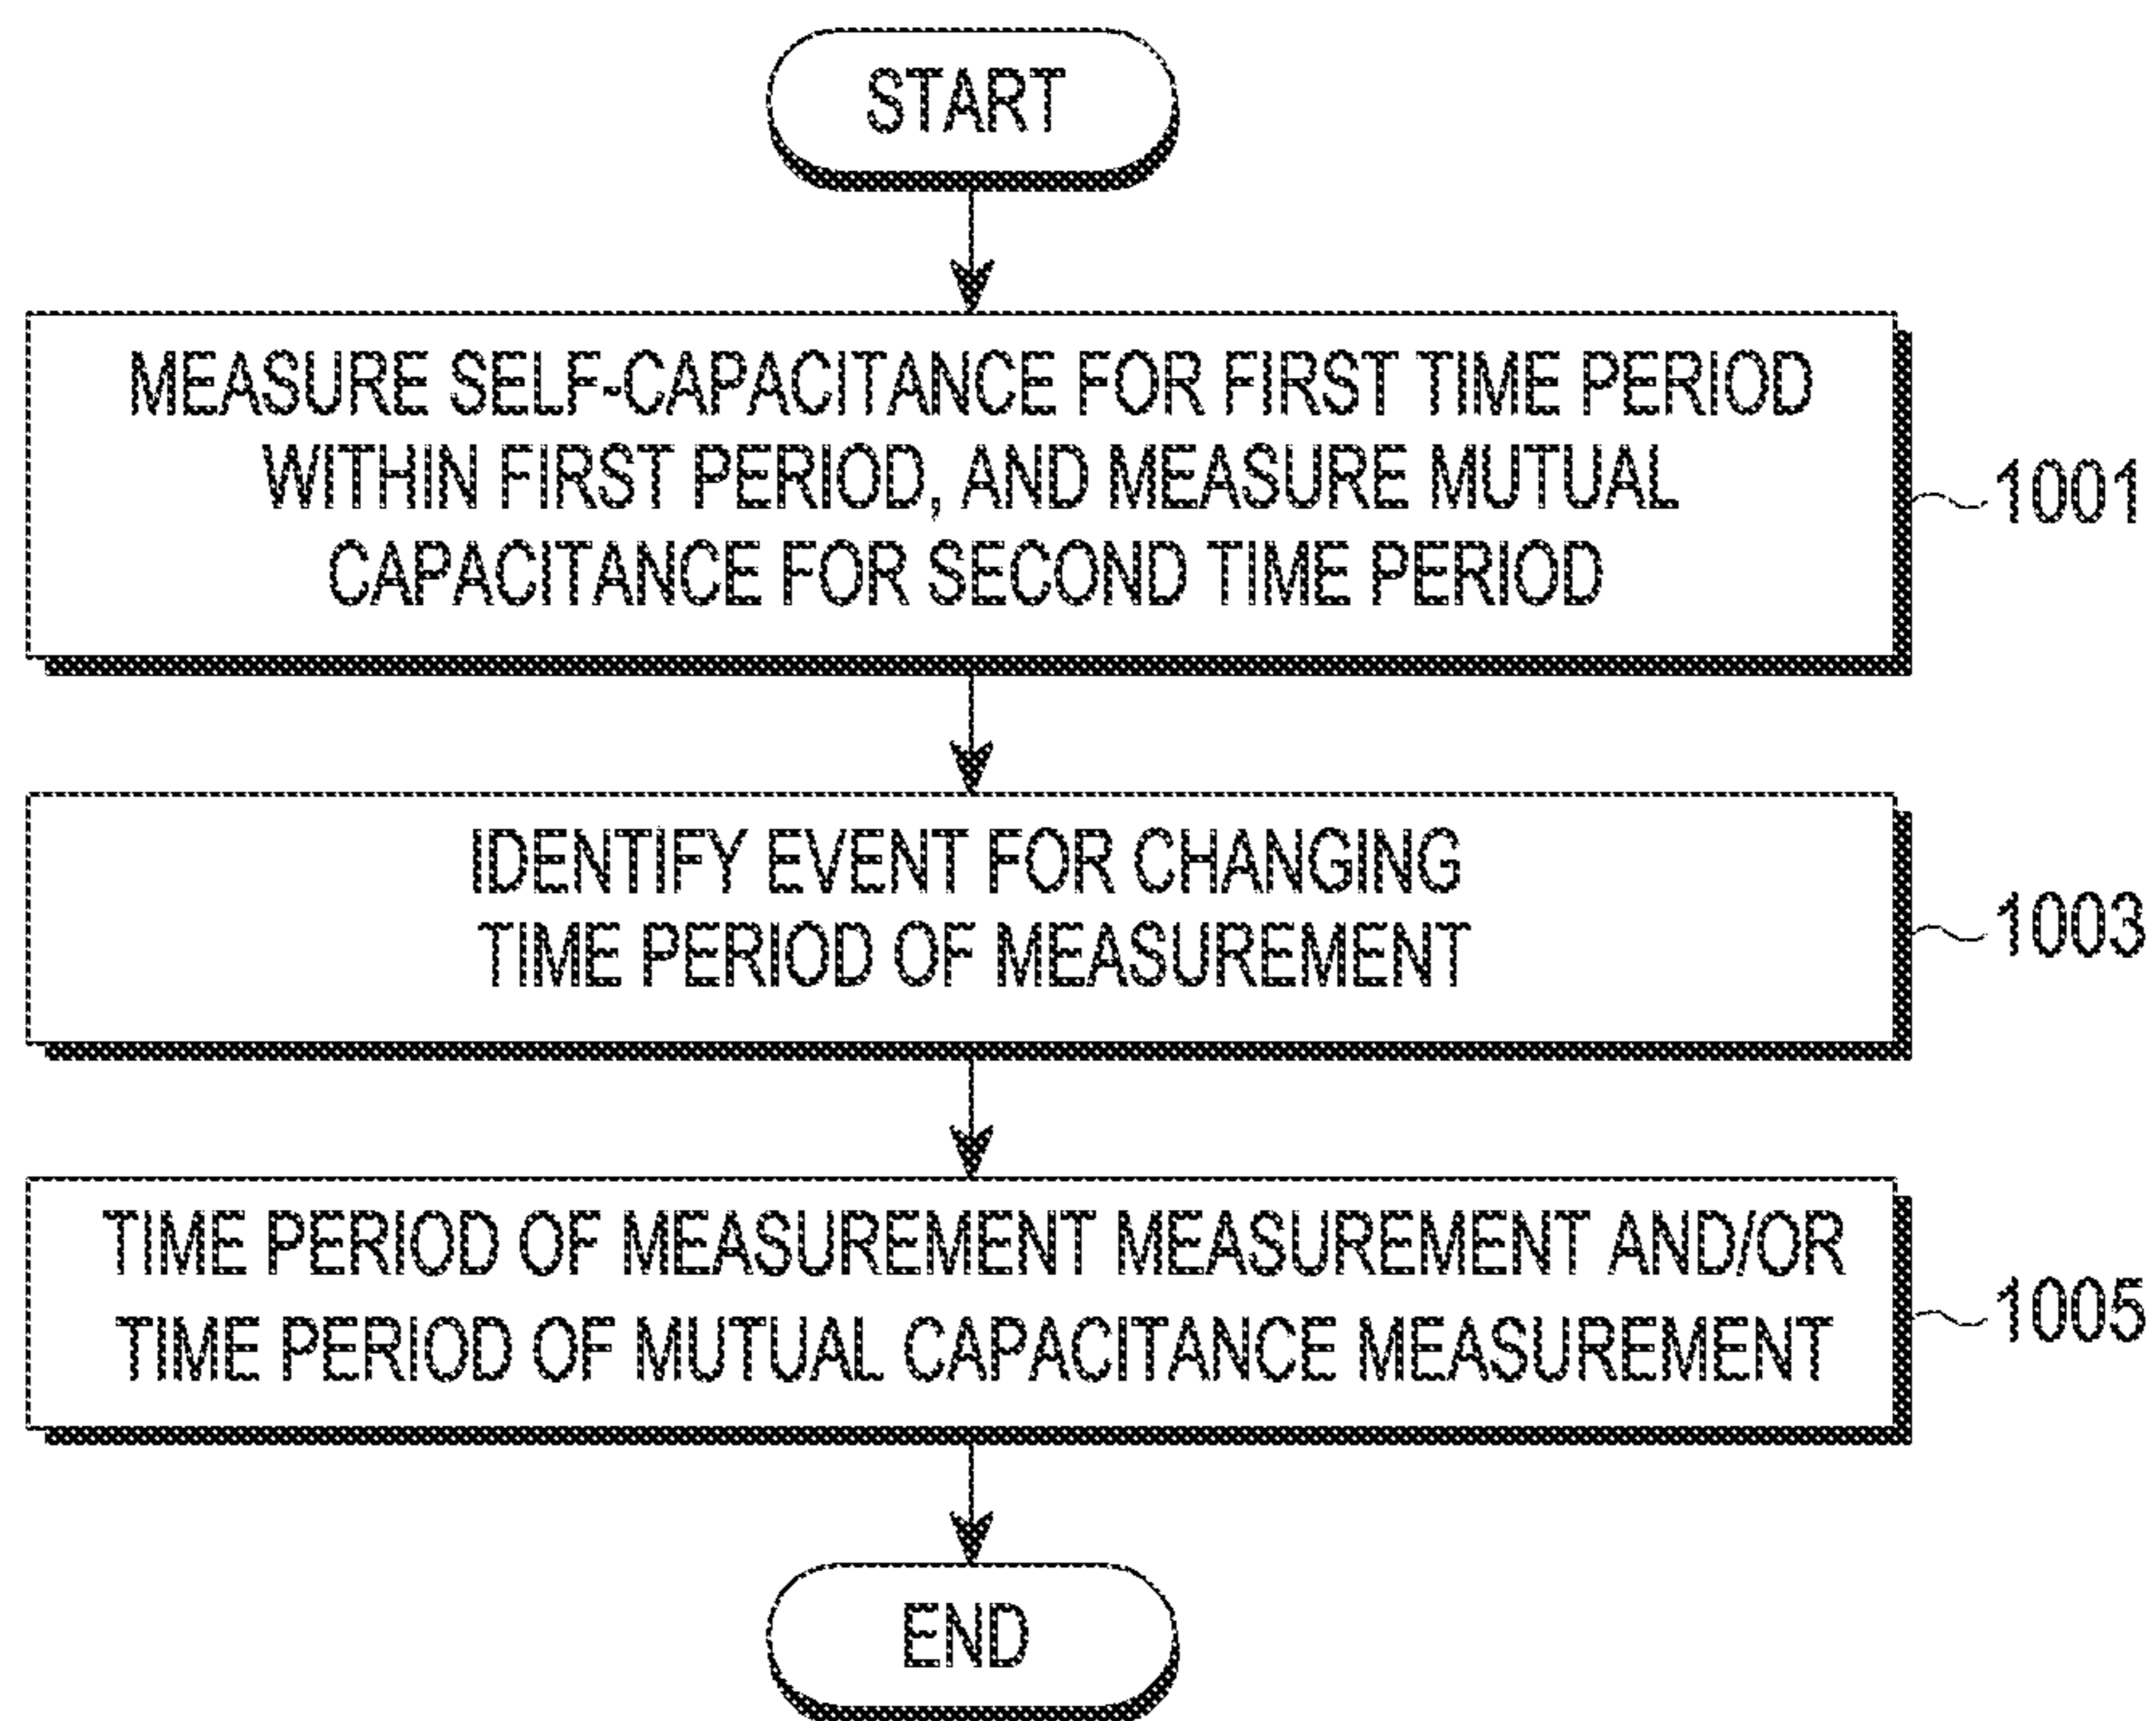 START
MEASURE SELF-CAPACITANCE FOR FIRST TIME PERIOD
WITHIN FIRST PERIOD, AND MEASURE MUTUAL
CAPACITANCE FOR SECOND TIME PERIOD
1001
IDENTIFY EVENT FOR CHANGING
TIME PERIOD OF MEASUREMENT
1003
TIME PERIOD OF MEASUREMENT MEASUREMENT AND/OR
TIME PERIOD OF MUTUAL CAPACITANCE MEASUREMENT
1005
END